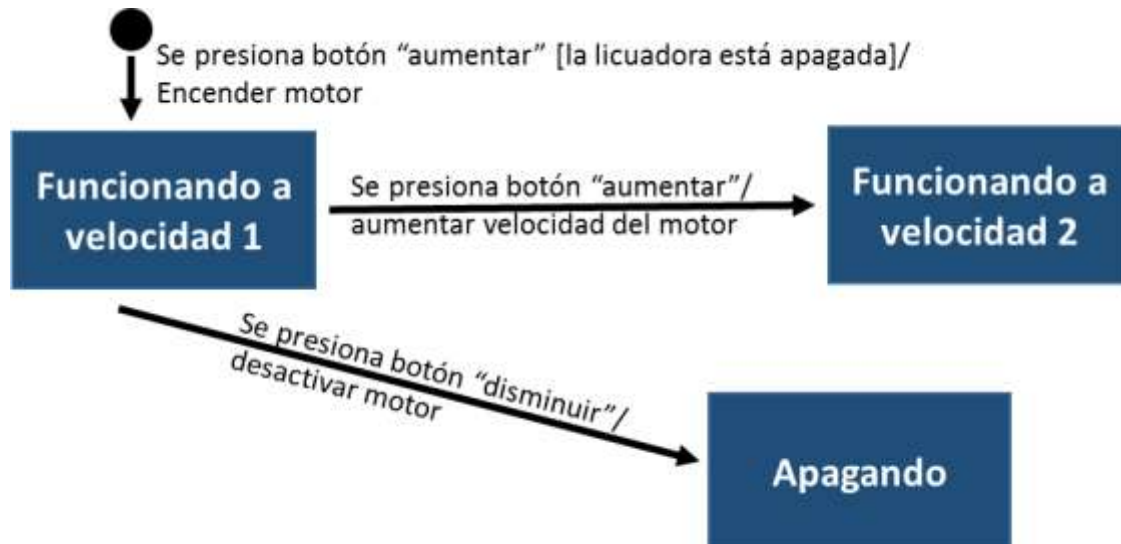 Se presiona botón “aumentar” [la licuadora está apagada]/
Encender motor
Funcionando a
velocidad 1
Se presiona botón “aumentar”/
aumentar velocidad del motor
Funcionando a
velocidad 2
Se presiona botón “disminuir”/
desactivar motor
Apagando